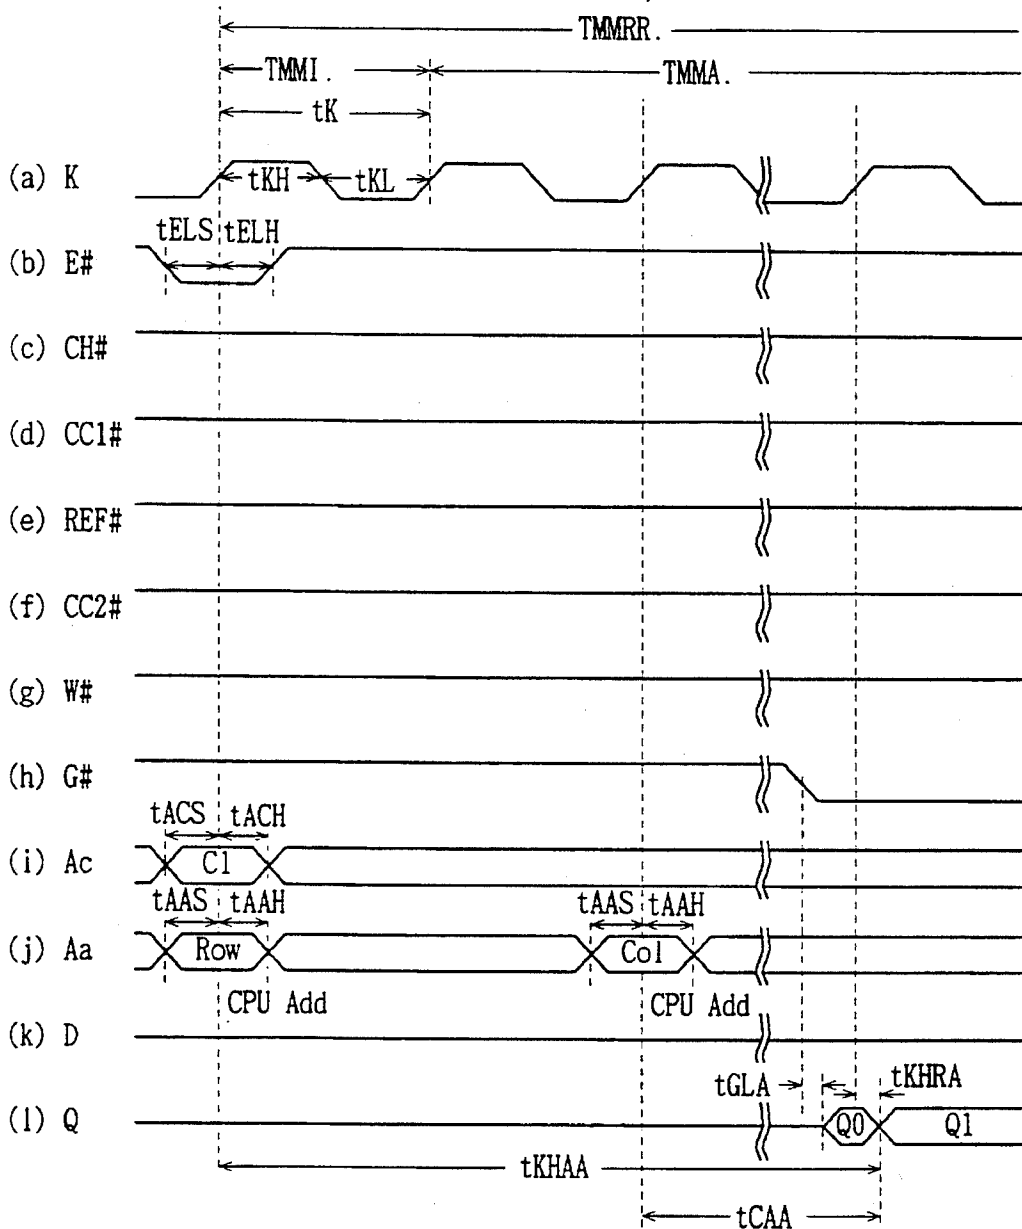 TMMRR.
TMMI. TMMA.
tK
(a) K tKH tKL
tELS tELH
(b) E#
(c) CH#
(d) CC1#
(e) REF#
(f) CC2#
(g) W#
(h) G#
tACS tACH
(i) Ac C1
tAAS tAAH tAAS tAAH
(j) Aa Row Col
CPU Add CPU Add
(k) D
tGLA tKHRA
(l) Q Q0 Q1
tKHAA
tCAA